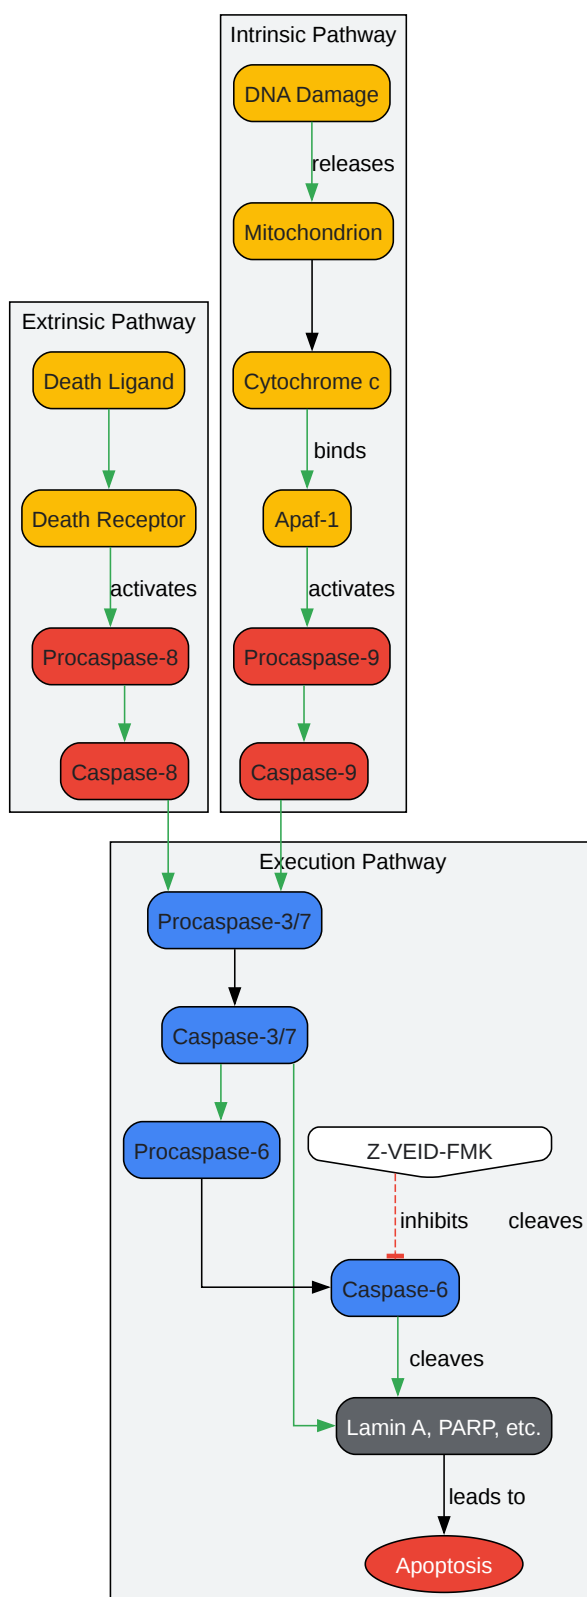 Intrinsic Pathway
DNA Damage
releases
Mitochondrion
Cytochrome c
binds
Apaf-1
activates
Procaspase-9
Caspase-9
Extrinsic Pathway
Death Ligand
Death Receptor
activates
Procaspase-8
Caspase-8
Execution Pathway
Procaspase-3/7
Caspase-3/7
Procaspase-6
Z-VEID-FMK
inhibits
cleaves
Caspase-6
cleaves
Lamin A, PARP, etc.
leads to
Apoptosis